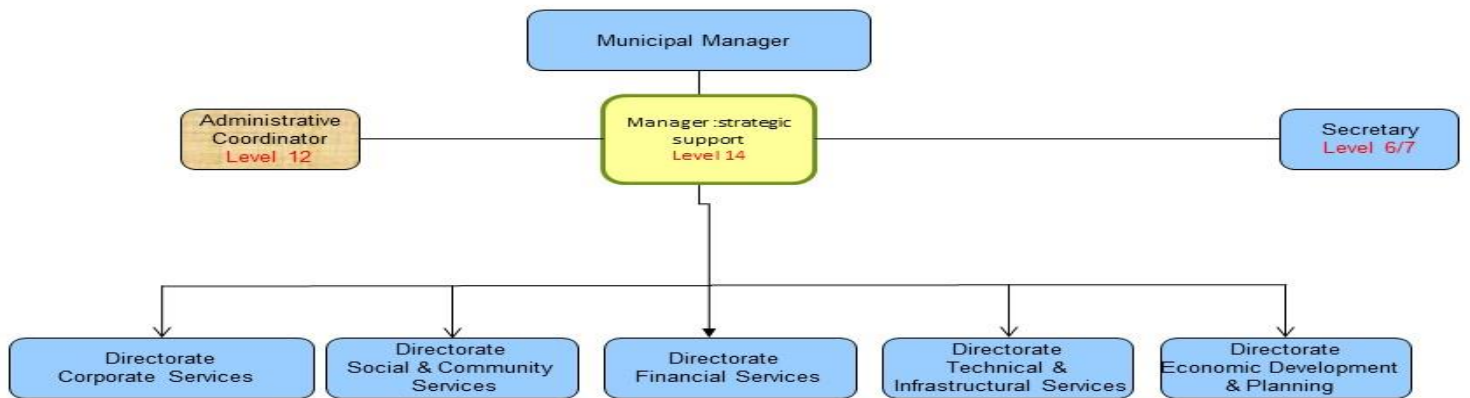 Municipal Manager
Administrative
Coordinator
Level 12
Manager :strategic
support
Level 14
Secretary
Level 6/7
Directorate
Corporate Services
Directorate
Social & Community
Services
Directorate
Financial Services
Directorate
Technical &
Infrastructural Services
Directorate
Economic Development
& Planning